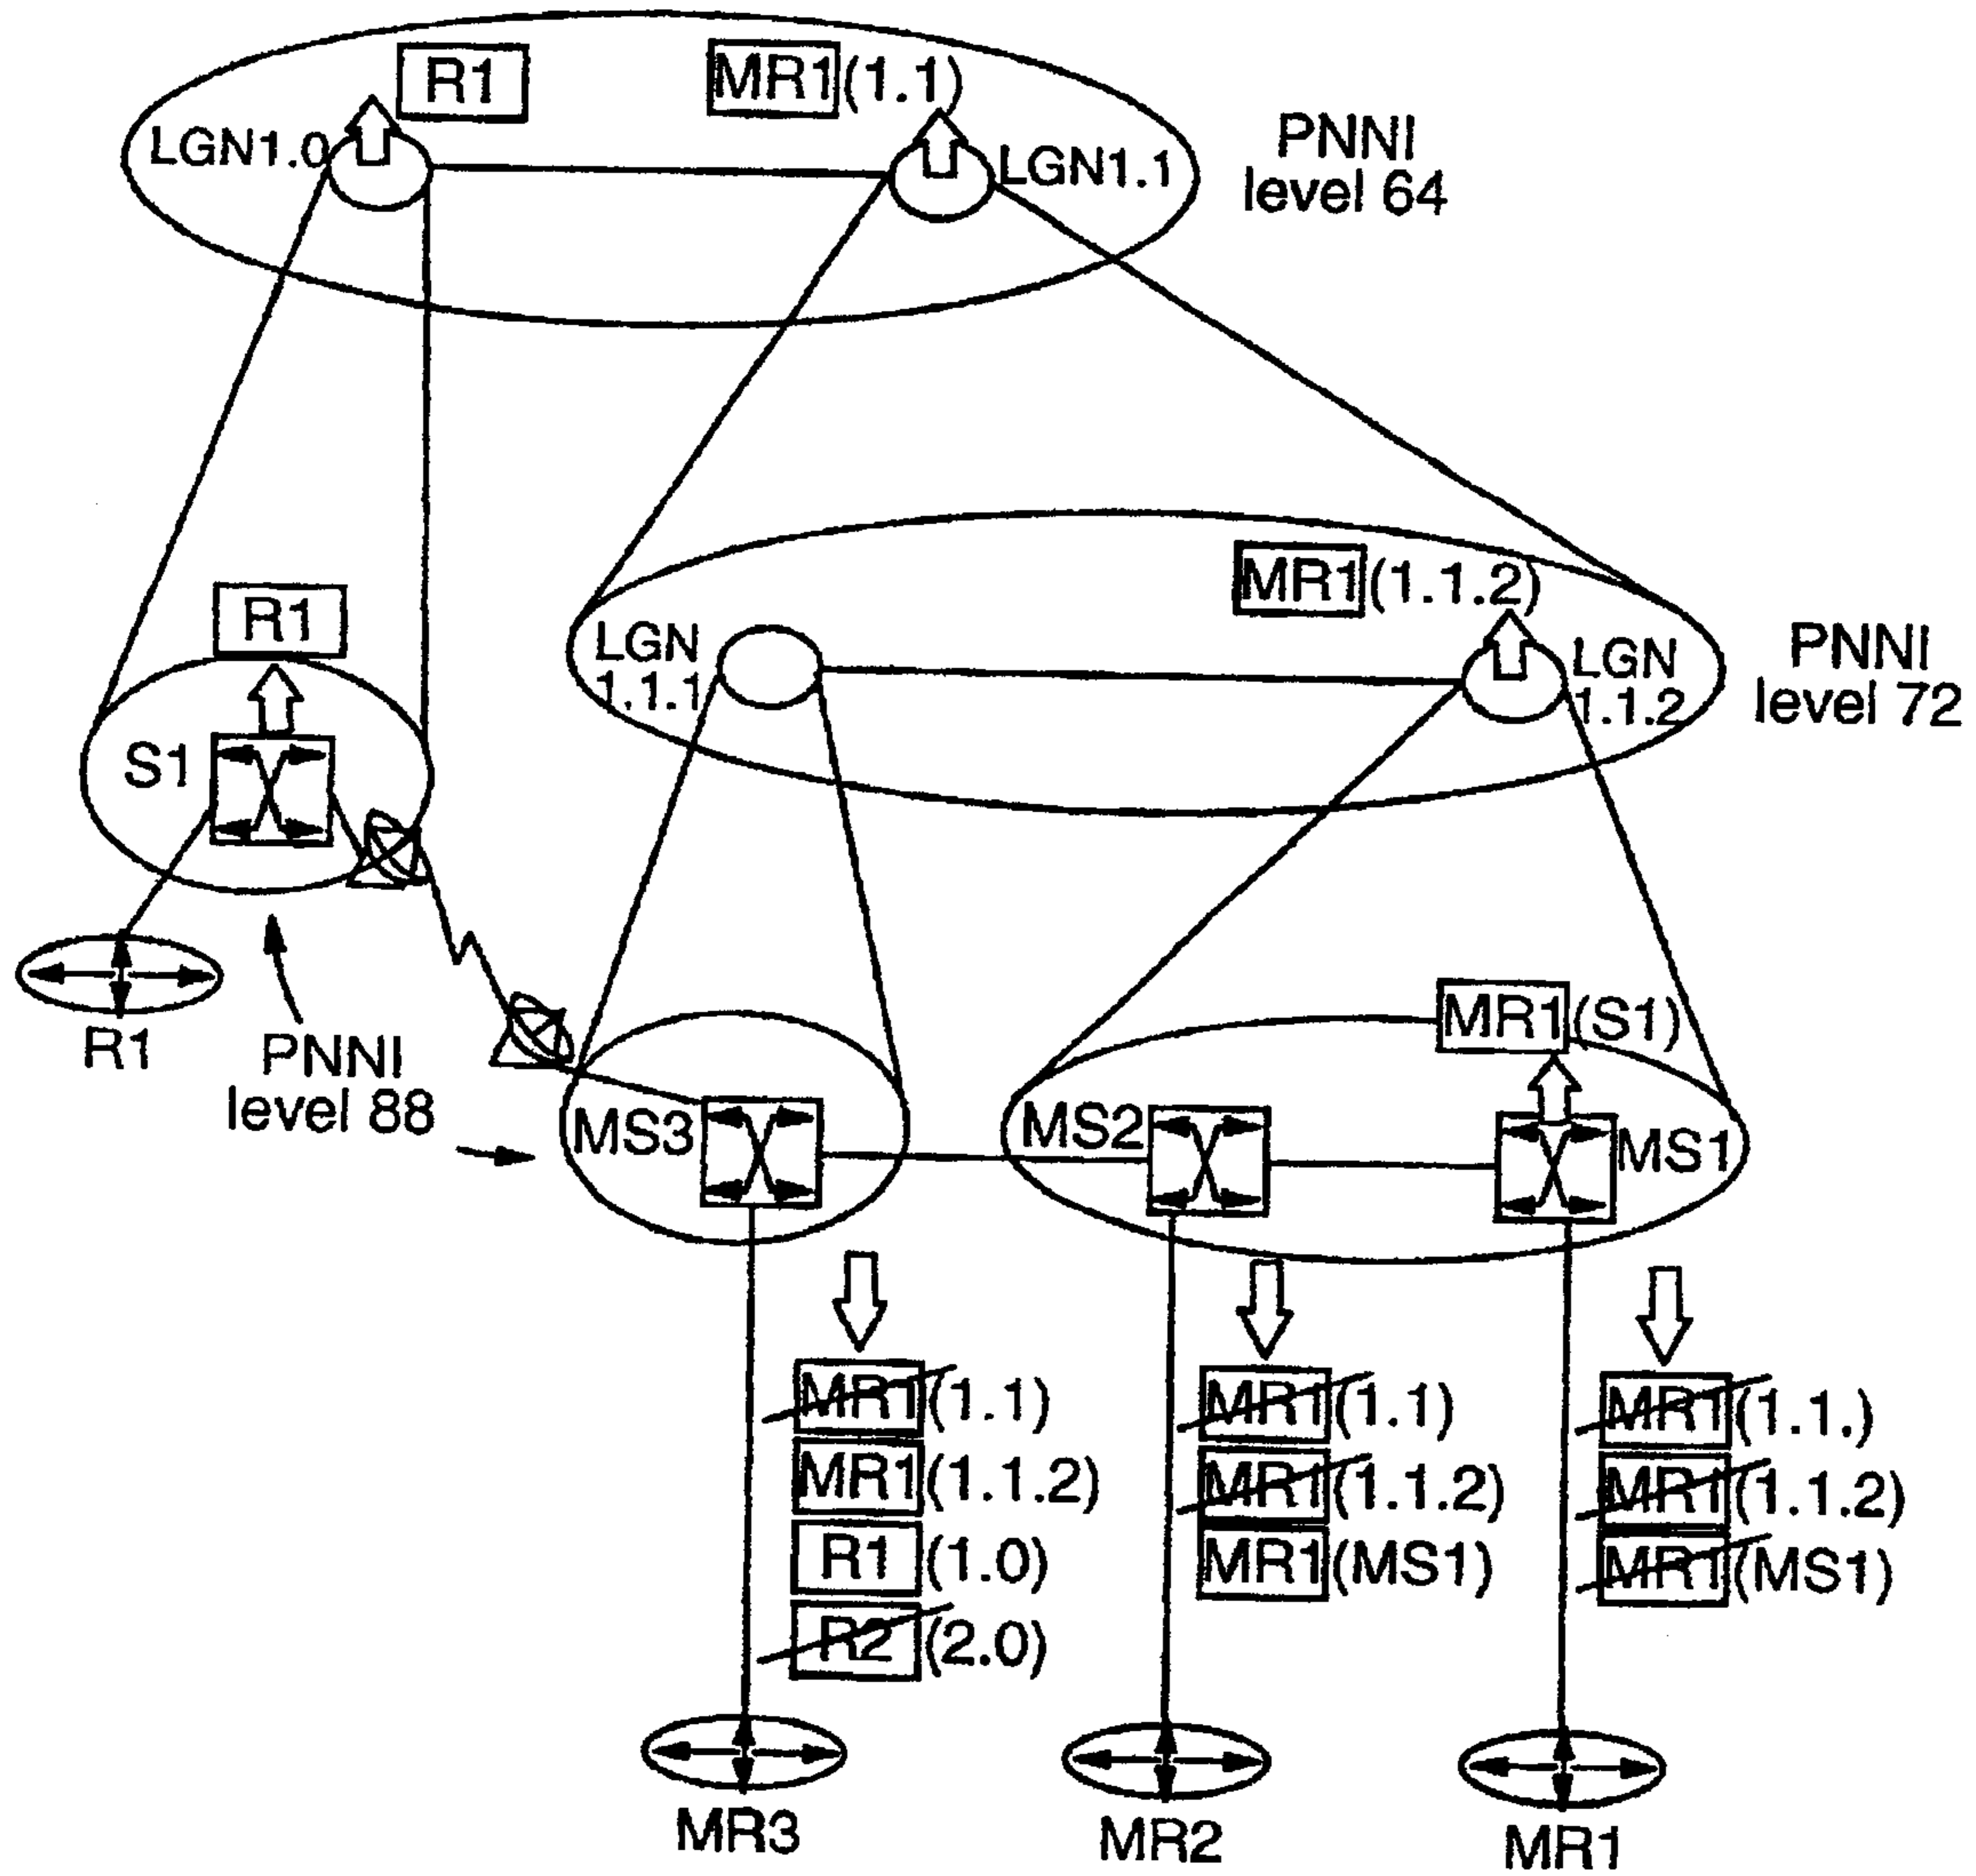 R1
MR1(1.1)
LGN1.0
LGN1.1
PNNI
level 64
MR1(1.1.2)
R1
LGN
1.1.1
LGN
1.1.2
PNNI
level 72
S1
R1
PNNI
level 88
MR1(S1)
MS3
MS2
MS1
MR1(1.1)
MR1(1.1.2)
R1(1.0)
R2(2.0)
MR1(1.1)
MR1(1.1.2)
MR1(MS1)
MR1(1.1.)
MR1(1.1.2)
MR1(MS1)
MR3
MR2
MR1